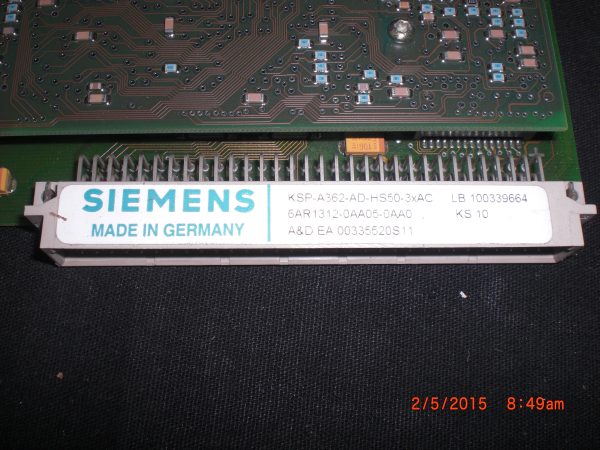 SIEMENS
MADE IN GERMANY
KSP-A362-AD-HS50-3xAC LB 100339664
6AR1312-0AA05-0AA0 KS 10
A&D EA 00335520S11
2/5/2015 8:49am